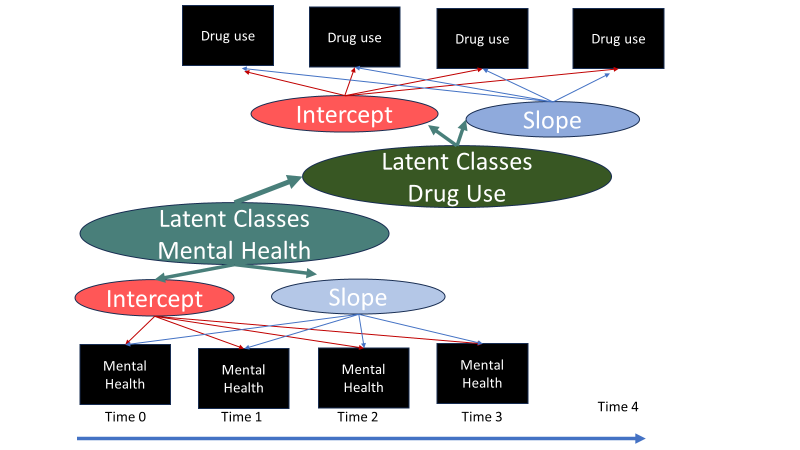 Drug use
Drug use
Drug use
Drug use
Intercept
Slope
Latent Classes
Drug Use
Latent Classes
Mental Health
Intercept
Slope
Mental
Health
Mental
Health
Mental
Health
Mental
Health
Time 0
Time 1
Time 2
Time 3
Time 4